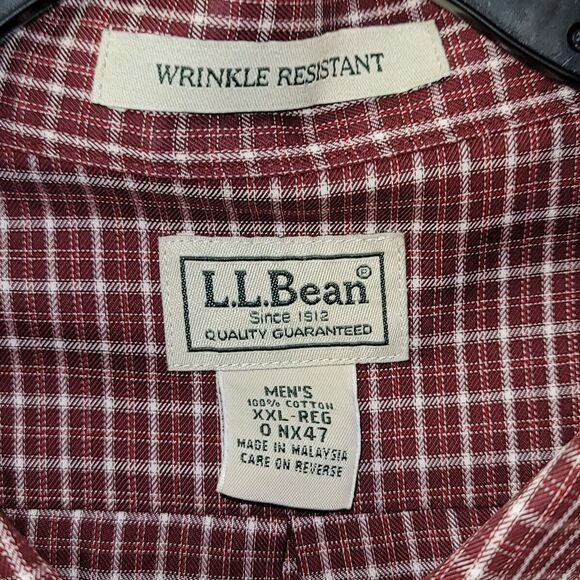 WRINKLE RESISTANT
L.L.Bean®
Since 1912
QUALITY GUARANTEED
MEN'S
100% COTTON
XXL-REG
0 NX47
MADE IN MALAYSIA
CARE ON REVERSE